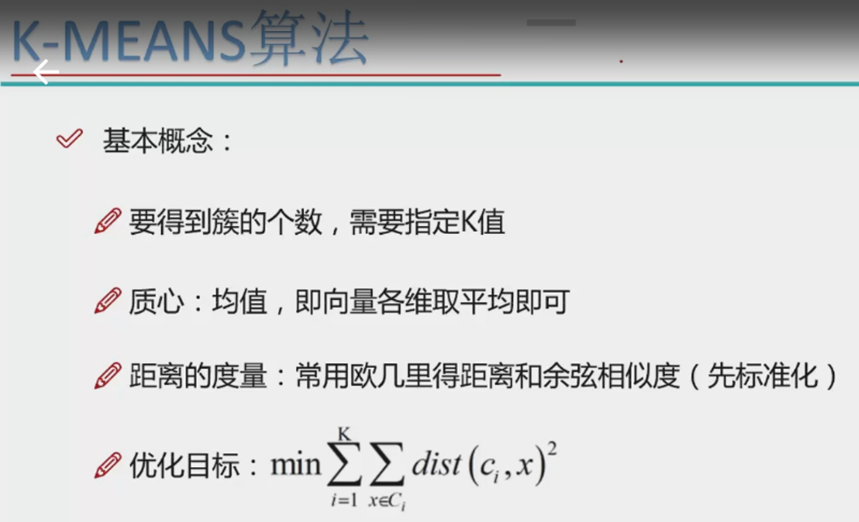 K-MEANS算法
基本概念：
要得到簇的个数，需要指定K值
质心：均值，即向量各维取平均即可
距离的度量：常用欧几里得距离和余弦相似度（先标准化）
优化目标：min∑_{i=1}^{K}∑_{x∈C_i} dist(c_i,x)^2